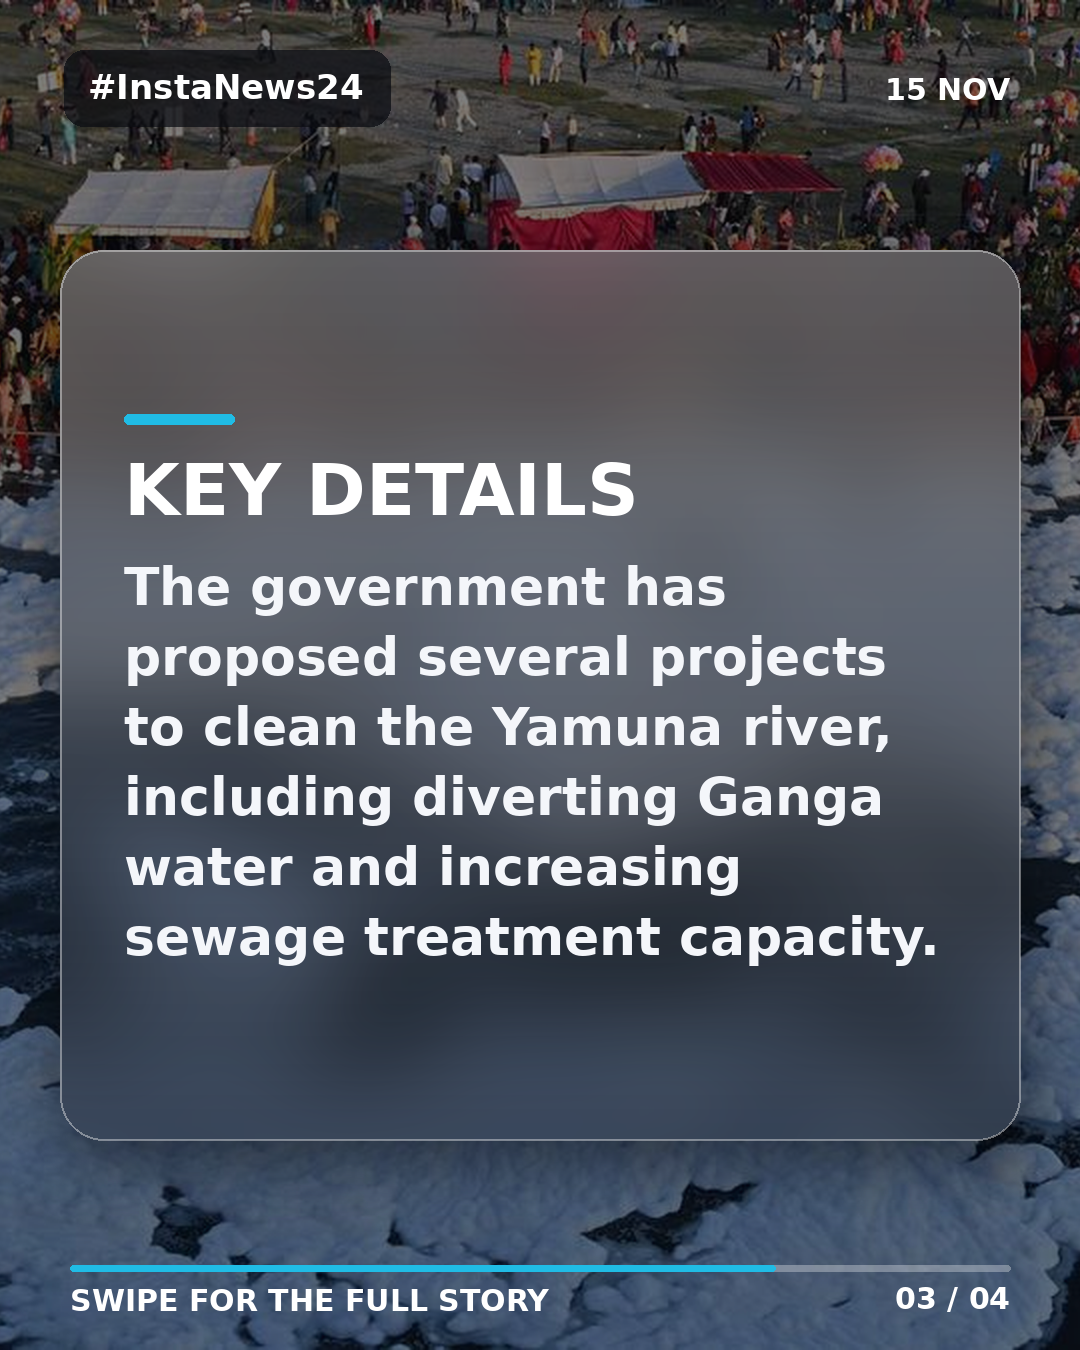 #InstaNews24
15 NOV
KEY DETAILS
The government has
proposed several projects
to clean the Yamuna river,
including diverting Ganga
water and increasing
sewage treatment capacity.
SWIPE FOR THE FULL STORY
03 / 04